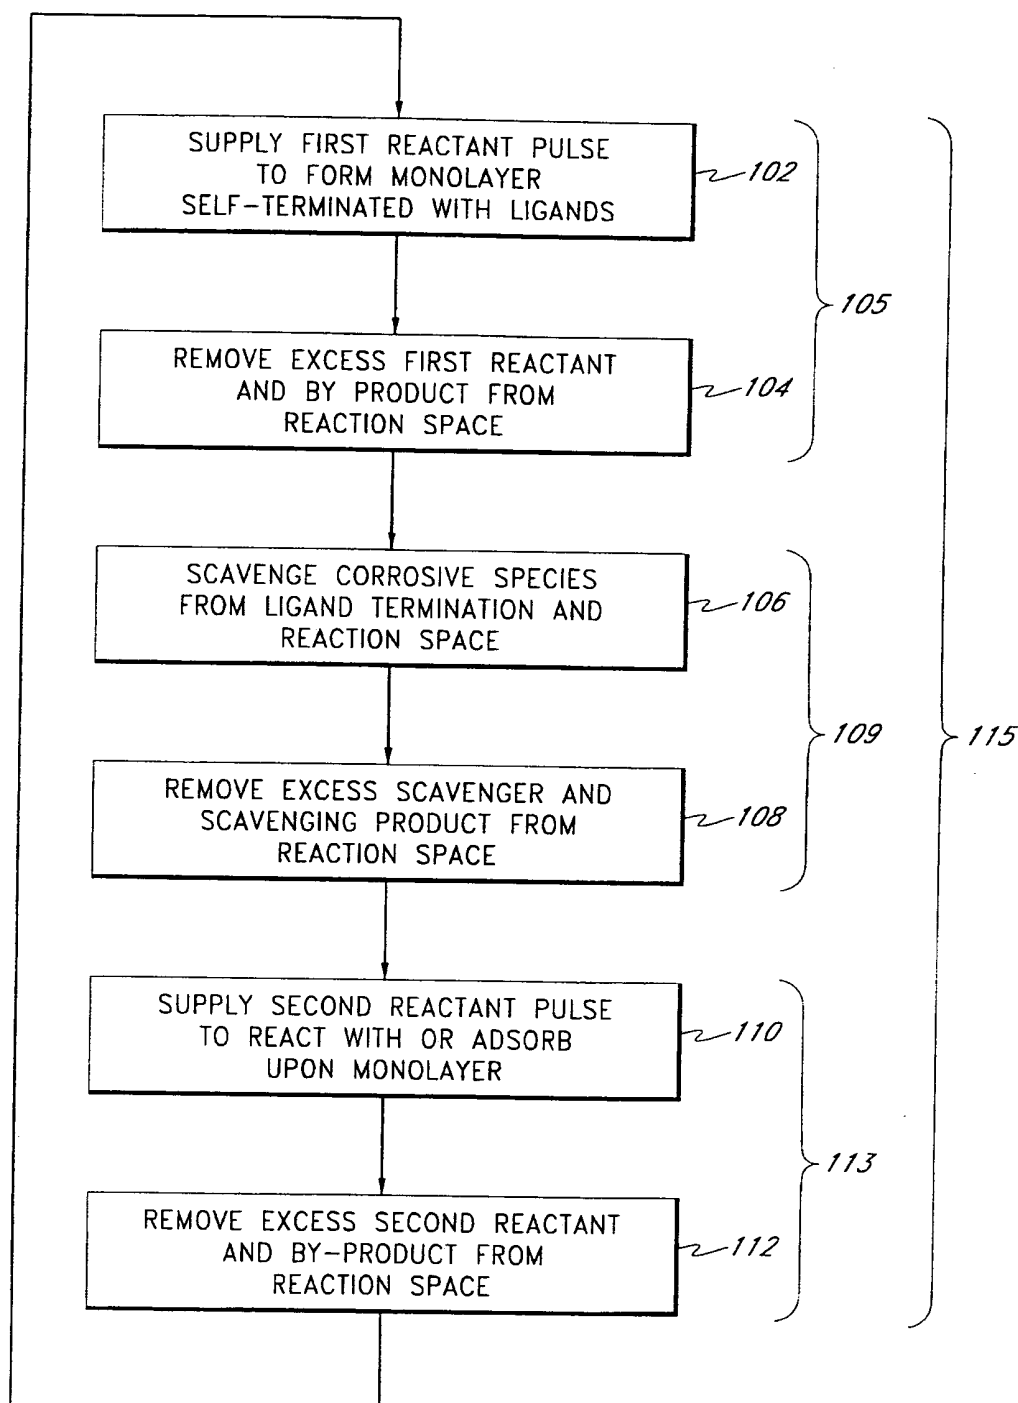 SUPPLY FIRST REACTANT PULSE
TO FORM MONOLAYER
SELF-TERMINATED WITH LIGANDS
102
105
REMOVE EXCESS FIRST REACTANT
AND BY PRODUCT FROM
REACTION SPACE
104
SCAVENGE CORROSIVE SPECIES
FROM LIGAND TERMINATION AND
REACTION SPACE
106
109
115
REMOVE EXCESS SCAVENGER AND
SCAVENGING PRODUCT FROM
REACTION SPACE
108
SUPPLY SECOND REACTANT PULSE
TO REACT WITH OR ADSORB
UPON MONOLAYER
110
113
REMOVE EXCESS SECOND REACTANT
AND BY-PRODUCT FROM
REACTION SPACE
112